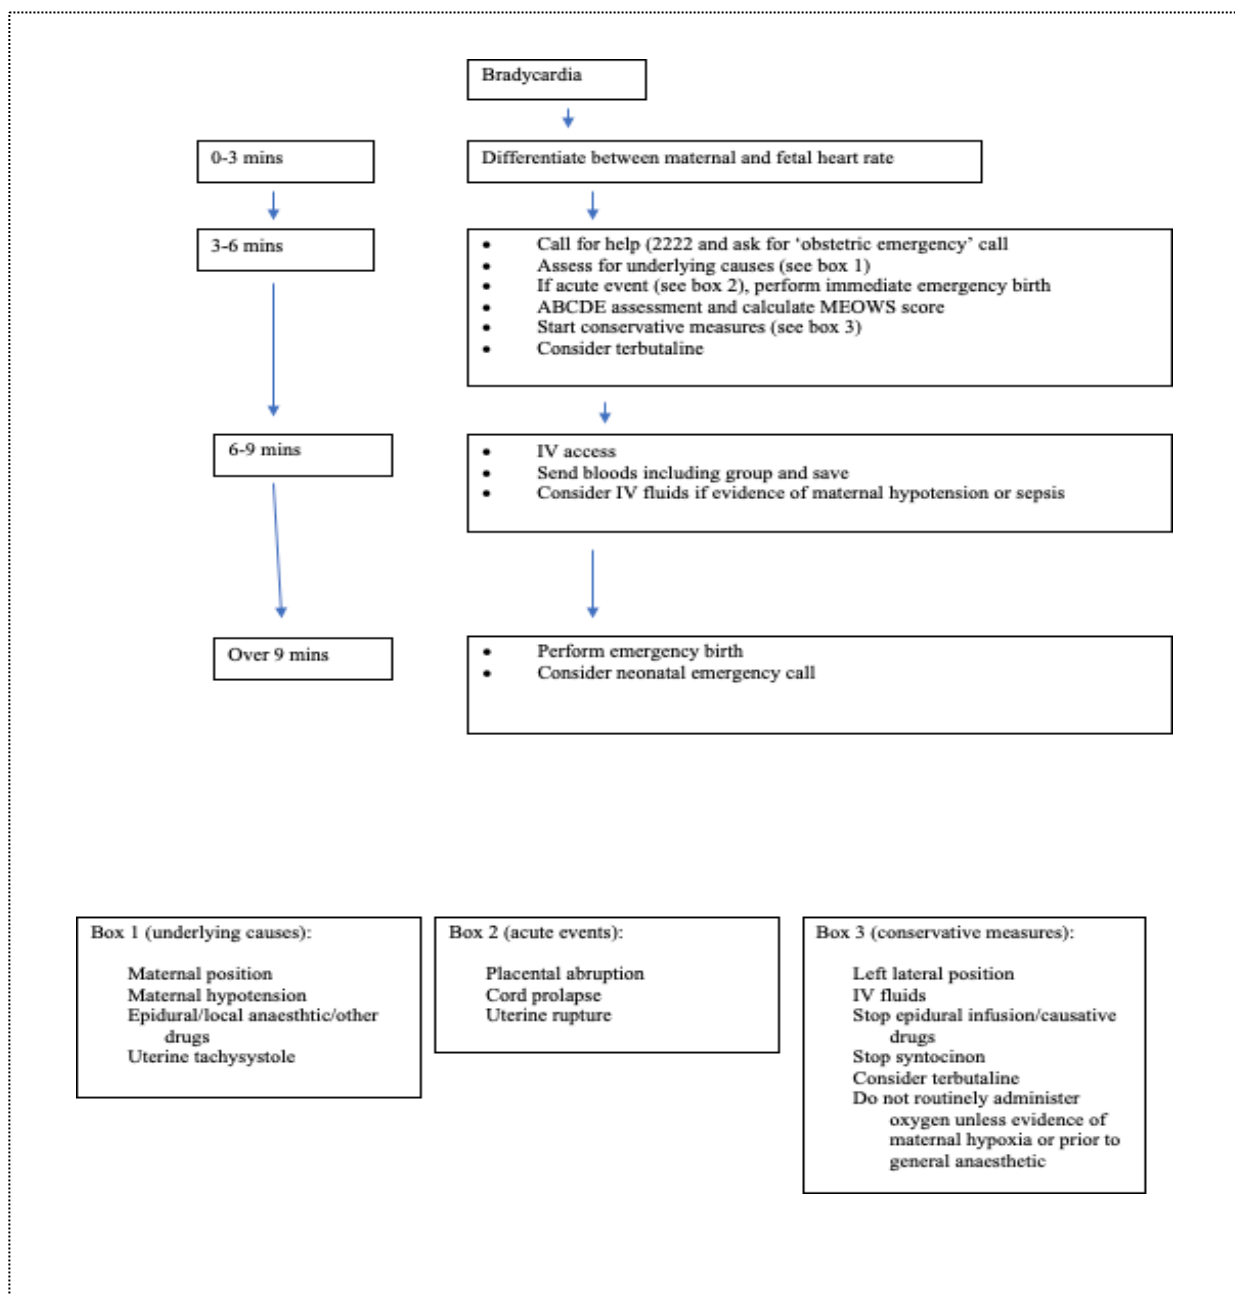 Bradycardia
0-3 mins
Differentiate between maternal and fetal heart rate
3-6 mins
• Call for help (2222 and ask for ‘obstetric emergency’ call
• Assess for underlying causes (see box 1)
• If acute event (see box 2), perform immediate emergency birth
• ABCDE assessment and calculate MEOWS score
• Start conservative measures (see box 3)
• Consider terbutaline
6-9 mins
• IV access
• Send bloods including group and save
• Consider IV fluids if evidence of maternal hypotension or sepsis
Over 9 mins
• Perform emergency birth
• Consider neonatal emergency call
Box 1 (underlying causes):
Maternal position
Maternal hypotension
Epidural/local anaesthtic/other
drugs
Uterine tachysystole
Box 2 (acute events):
Placental abruption
Cord prolapse
Uterine rupture
Box 3 (conservative measures):
Left lateral position
IV fluids
Stop epidural infusion/causative
drugs
Stop syntocinon
Consider terbutaline
Do not routinely administer
oxygen unless evidence of
maternal hypoxia or prior to
general anaesthetic